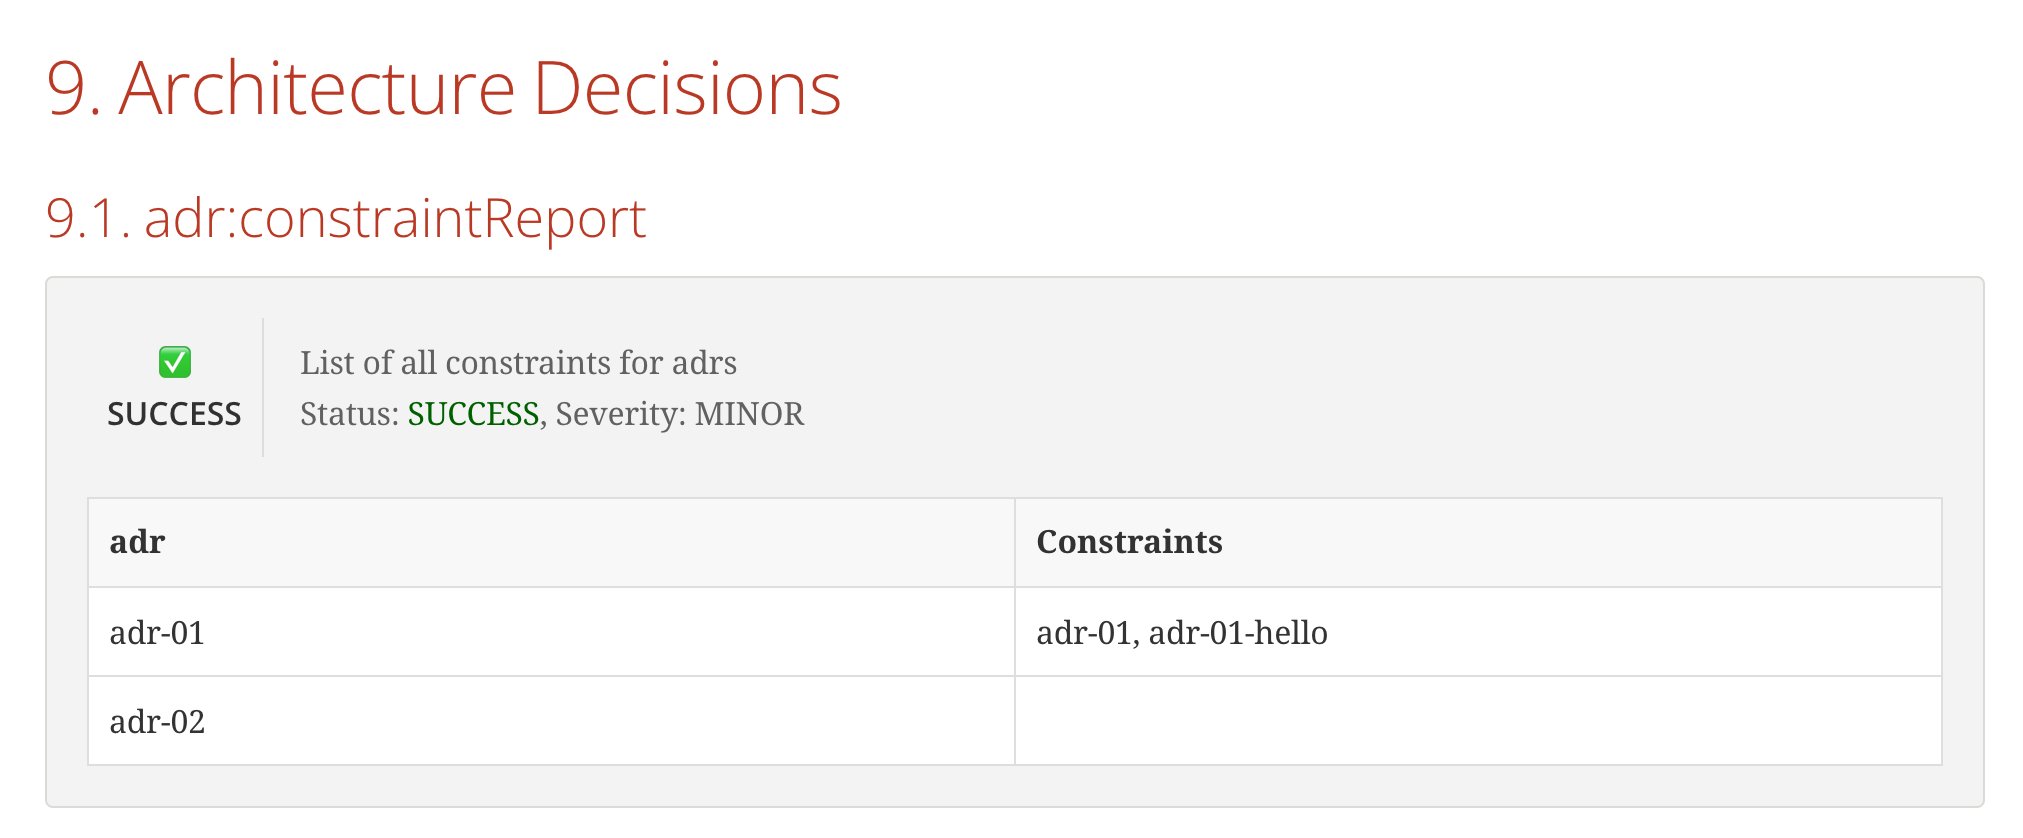 9. Architecture Decisions
9.1. adr:constraintReport
SUCCESS
List of all constraints for adrs
Status: SUCCESS, Severity: MINOR
adr Constraints
adr-01 adr-01, adr-01-hello
adr-02